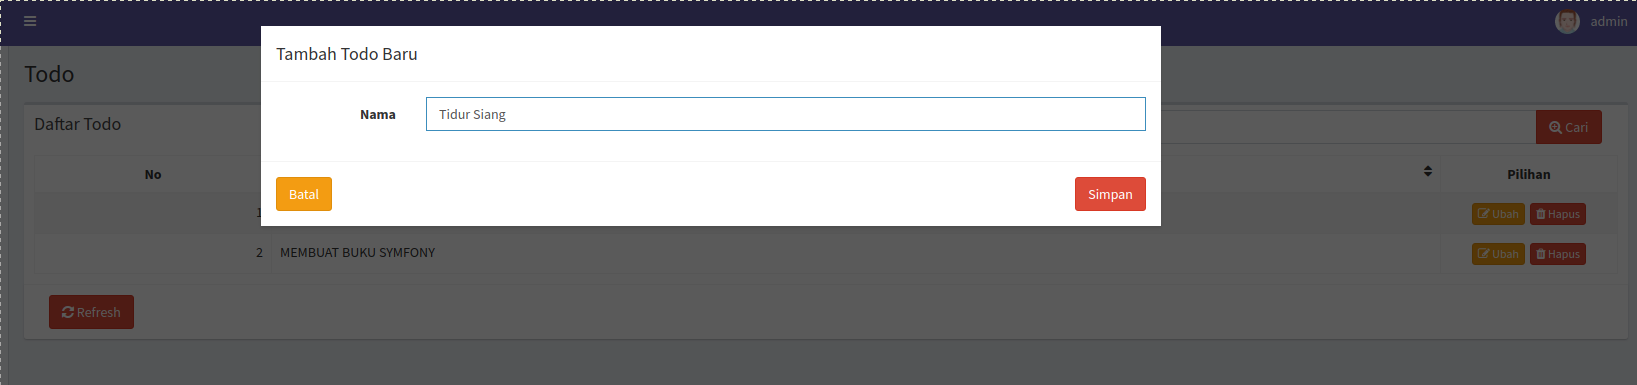 admin
Tambah Todo Baru
Todo
Nama Tidur Siang
Daftar Todo
Cari
No Pilihan
Batal Simpan
1 Ubah Hapus
2 MEMBUAT BUKU SYMFONY Ubah Hapus
Refresh